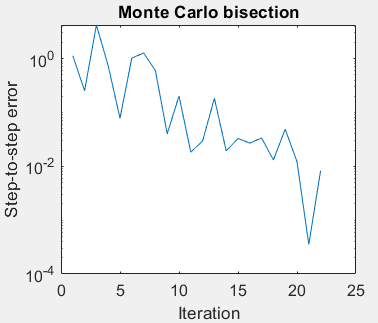 Monte Carlo bisection
Step-to-step error
10^0
10^-2
10^-4
0 5 10 15 20 25
Iteration